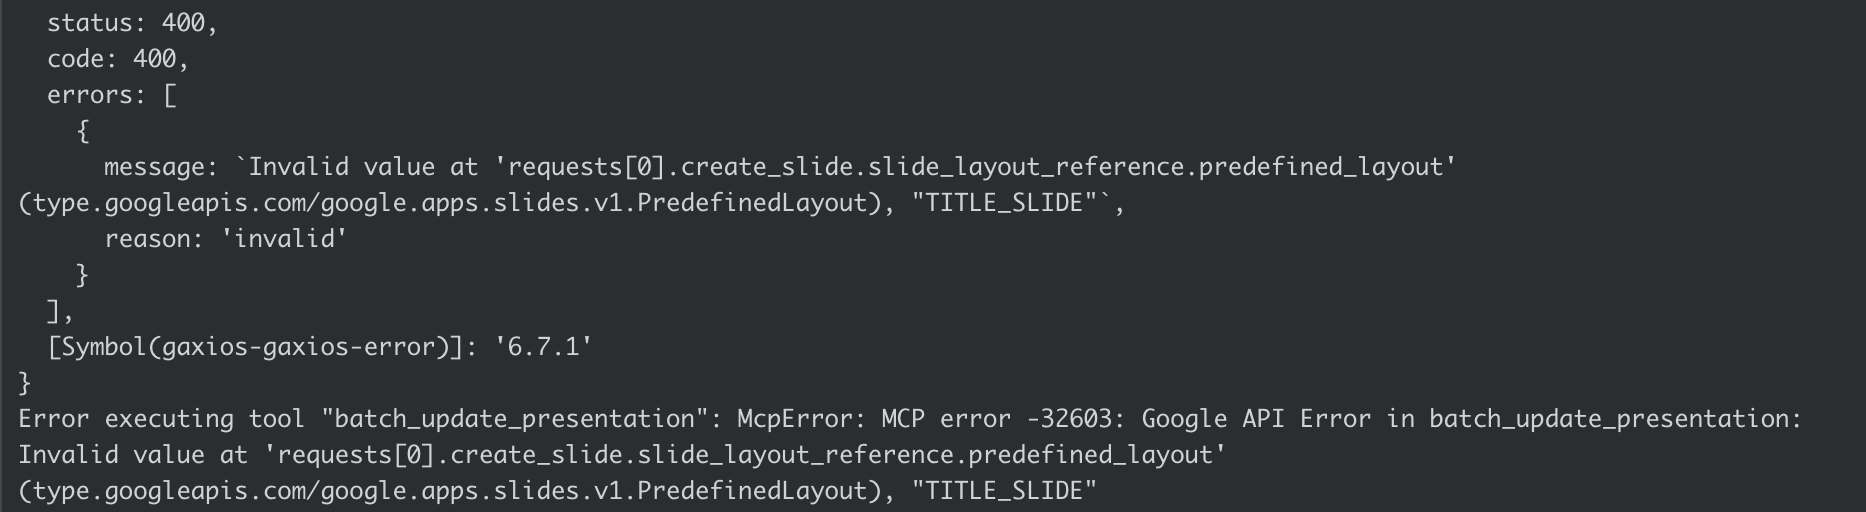 status: 400,
code: 400,
errors: [
{
message: `Invalid value at 'requests[0].create_slide.slide_layout_reference.predefined_layout'
(type.googleapis.com/google.apps.slides.v1.PredefinedLayout), "TITLE_SLIDE"`,
reason: 'invalid'
}
],
[Symbol(gaxios-gaxios-error)]: '6.7.1'
}
Error executing tool "batch_update_presentation": McpError: MCP error -32603: Google API Error in batch_update_presentation:
Invalid value at 'requests[0].create_slide.slide_layout_reference.predefined_layout'
(type.googleapis.com/google.apps.slides.v1.PredefinedLayout), "TITLE_SLIDE"